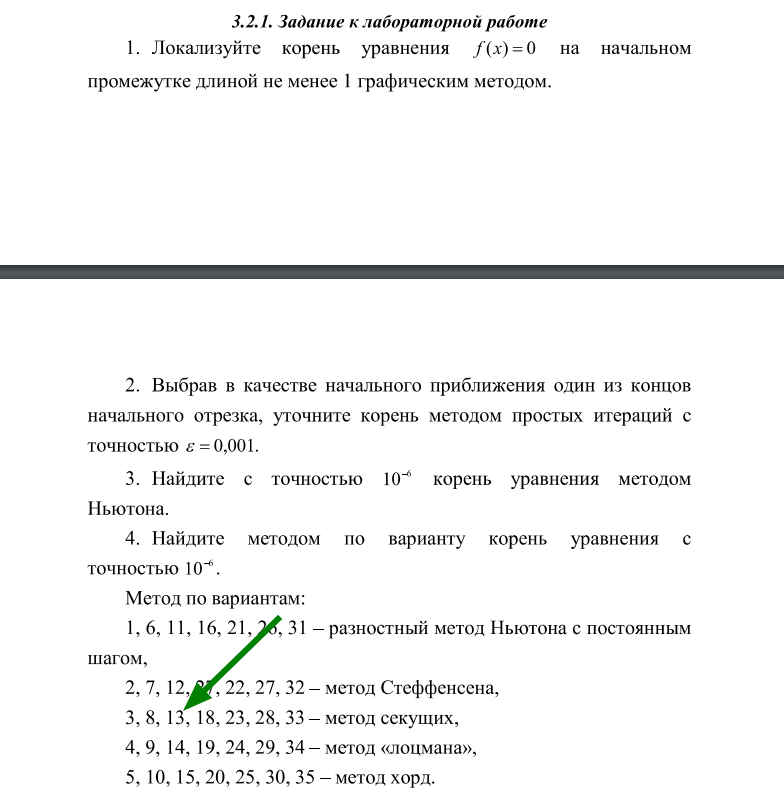 3.2.1. Задание к лабораторной работе
1. Локализуйте корень уравнения f(x)=0 на начальном
промежутке длиной не менее 1 графическим методом.
2. Выбрав в качестве начального приближения один из концов
начального отрезка, уточните корень методом простых итераций с
точностью ε = 0,001.
3. Найдите с точностью 10⁻⁶ корень уравнения методом
Ньютона.
4. Найдите методом по варианту корень уравнения с
точностью 10⁻⁶.
Метод по вариантам:
1, 6, 11, 16, 21, 26, 31 – разностный метод Ньютона с постоянным
шагом,
2, 7, 12, 17, 22, 27, 32 – метод Стеффенсена,
3, 8, 13, 18, 23, 28, 33 – метод секущих,
4, 9, 14, 19, 24, 29, 34 – метод «лоцмана»,
5, 10, 15, 20, 25, 30, 35 – метод хорд.